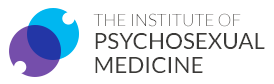 THE INSTITUTE OF
PSYCHOSEXUAL
MEDICINE